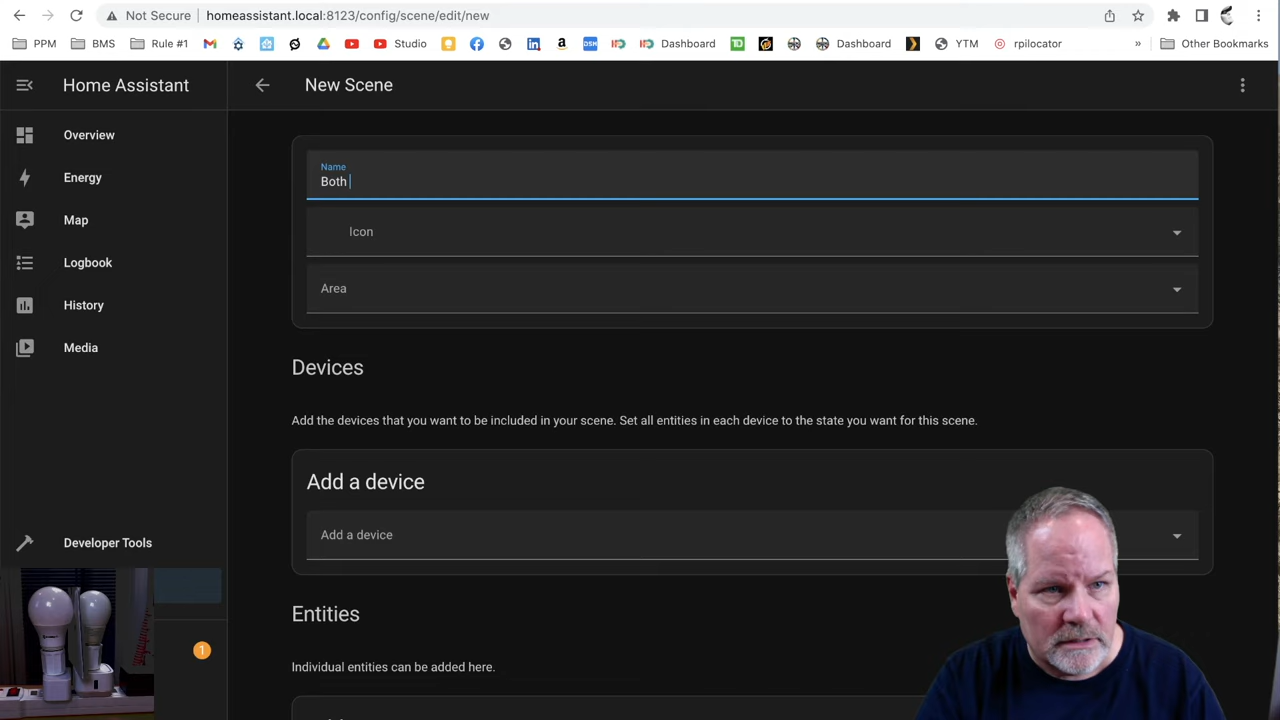 Not Secure
homeassistant.local:8123/config/scene/edit/new
PPM
BMS
Rule #1
Studio
Dashboard
Dashboard
YTM
rpilocator
»
Other Bookmarks
Home Assistant
New Scene
Overview
Energy
Map
Logbook
History
Media
Developer Tools
1
Name
Both
Icon
Area
Devices
Add the devices that you want to be included in your scene. Set all entities in each device to the state you want for this scene.
Add a device
Add a device
Entities
Individual entities can be added here.